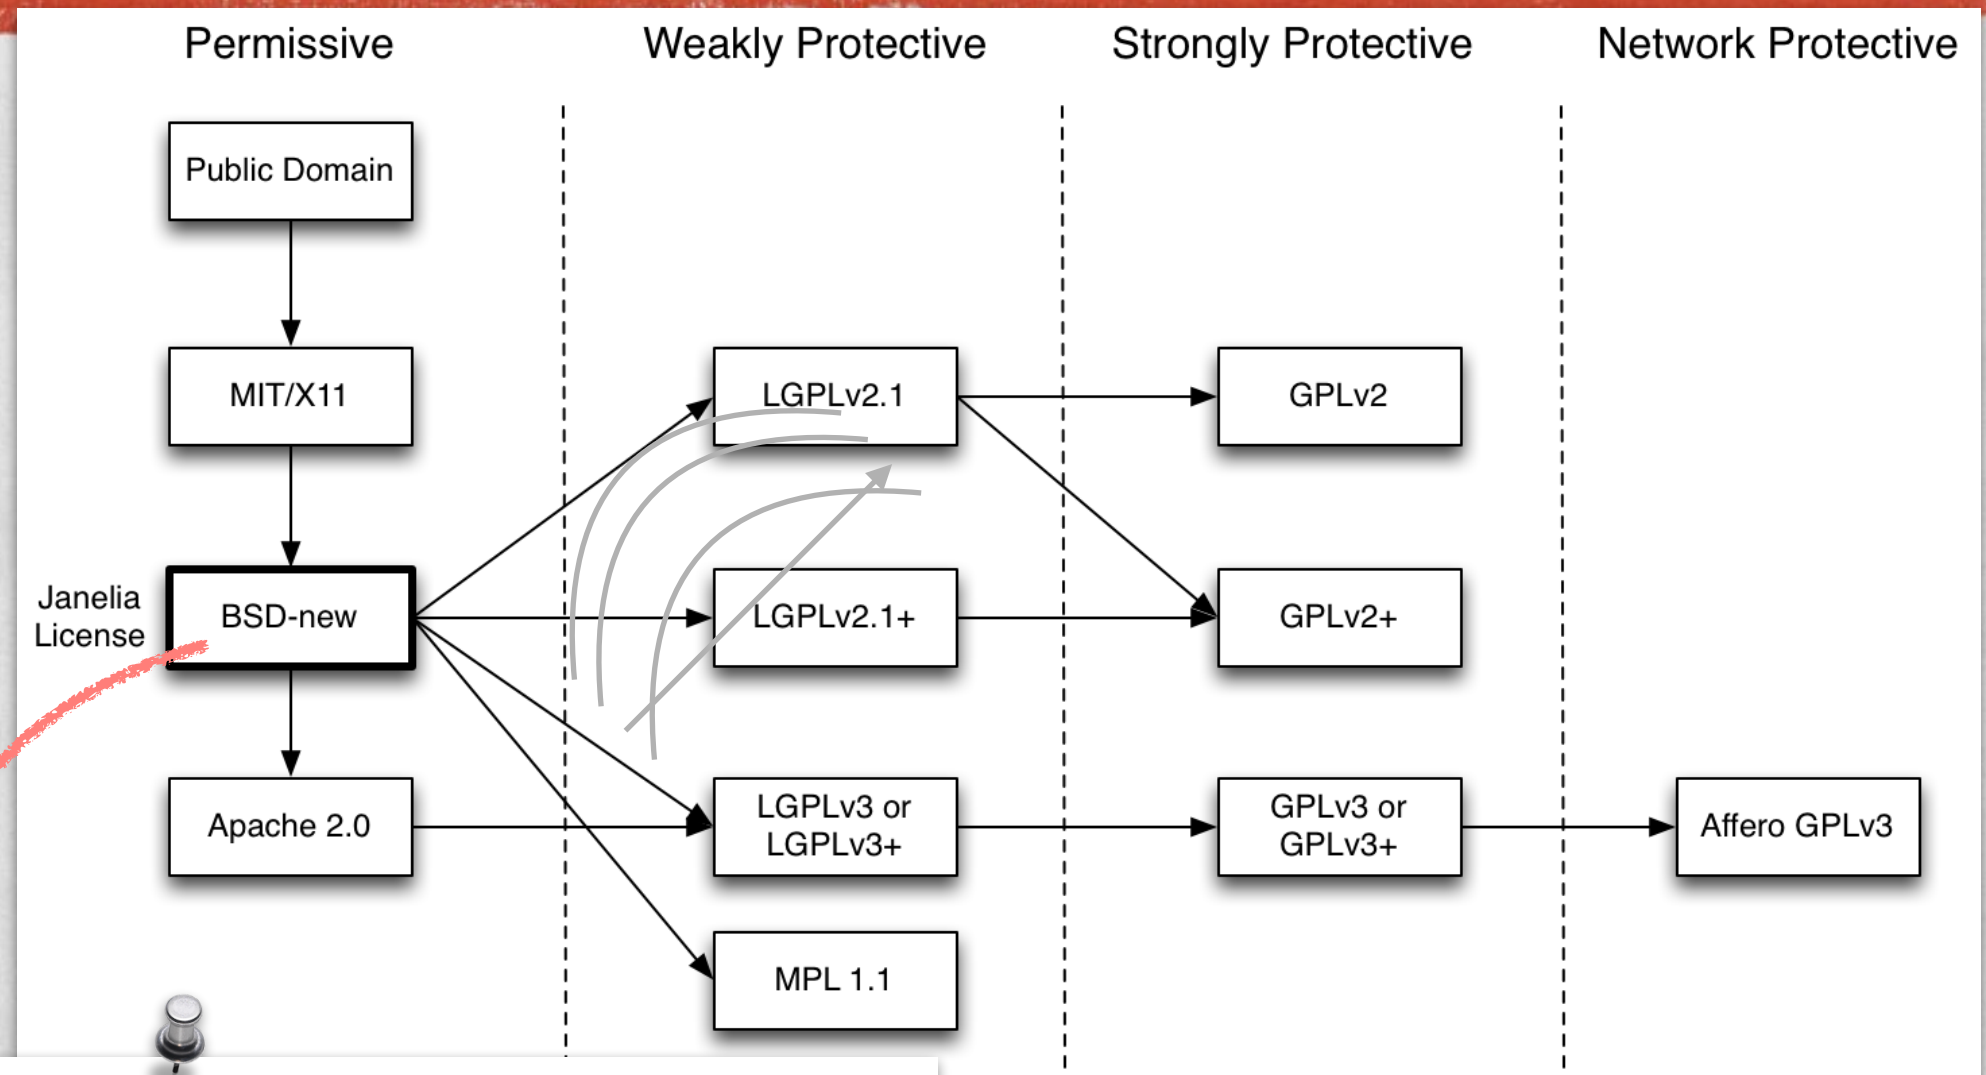 Permissive
Weakly Protective
Strongly Protective
Network Protective
Public Domain
MIT/X11
LGPLv2.1
GPLv2
Janelia
License
BSD-new
LGPLv2.1+
GPLv2+
Apache 2.0
LGPLv3 or
LGPLv3+
GPLv3 or
GPLv3+
Affero GPLv3
MPL 1.1